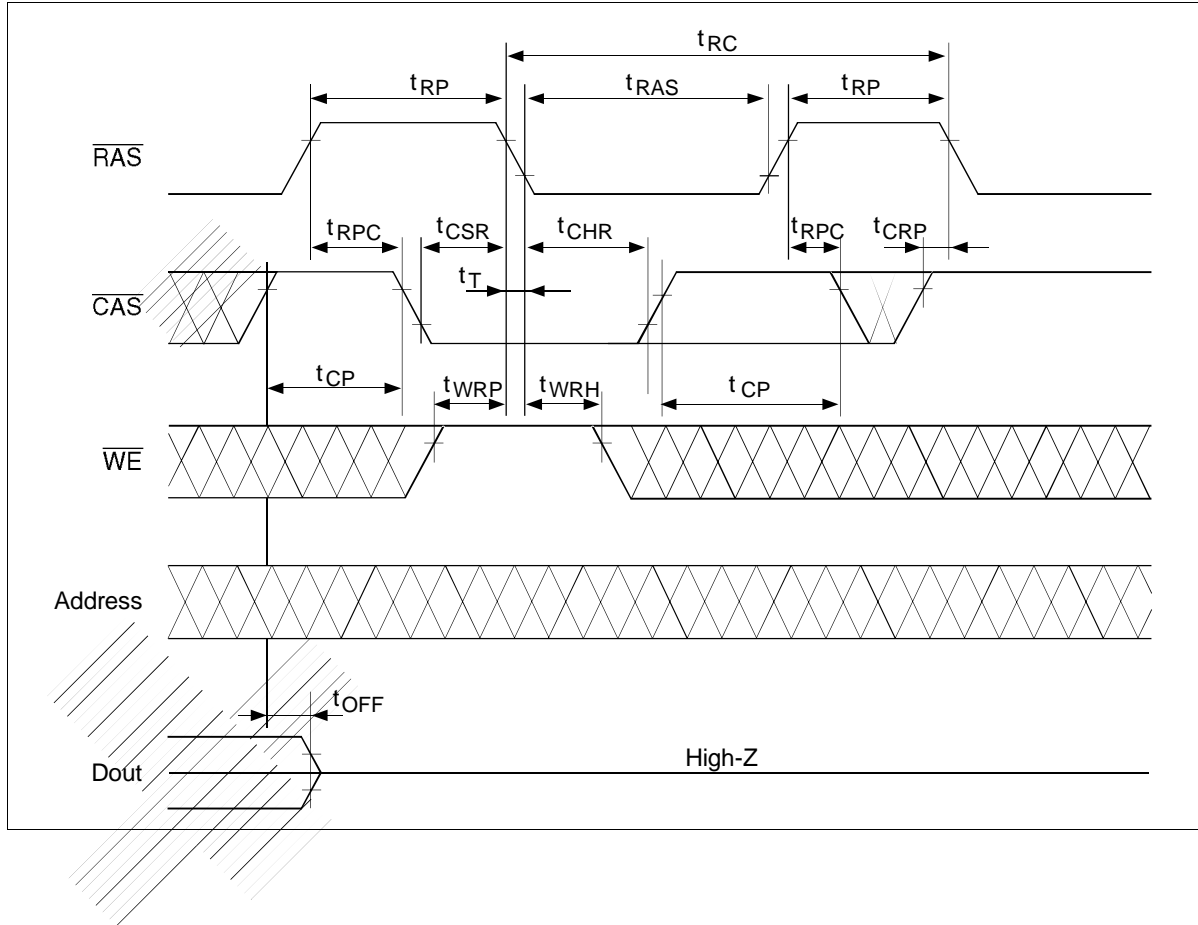 tRC
tRP tRAS tRP
RAS
tRPC tCSR tCHR tRPC tCRP
tT
CAS
tCP tWRP tWRH tCP
WE
Address
tOFF
Dout High-Z